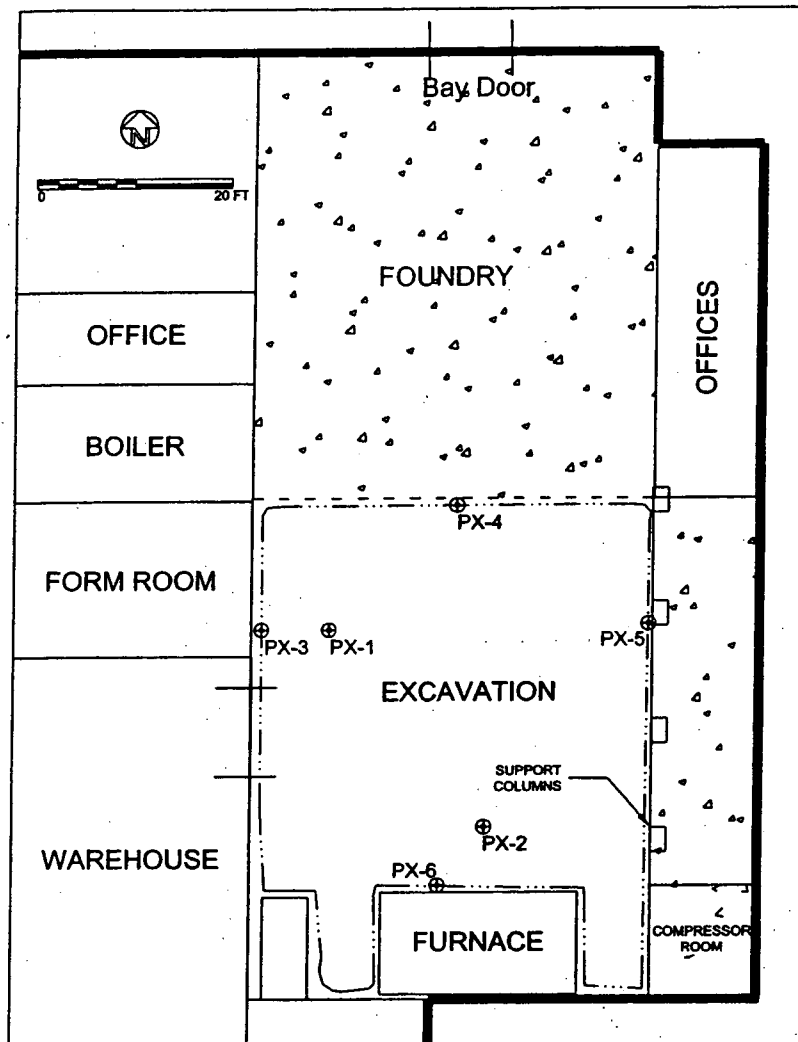 Bay Door
N
0 20 FT
FOUNDRY
OFFICES
OFFICE
BOILER
PX-4
FORM ROOM
PX-3
PX-1
PX-5
EXCAVATION
SUPPORT
COLUMNS
PX-2
WAREHOUSE
PX-6
FURNACE
COMPRESSOR
ROOM